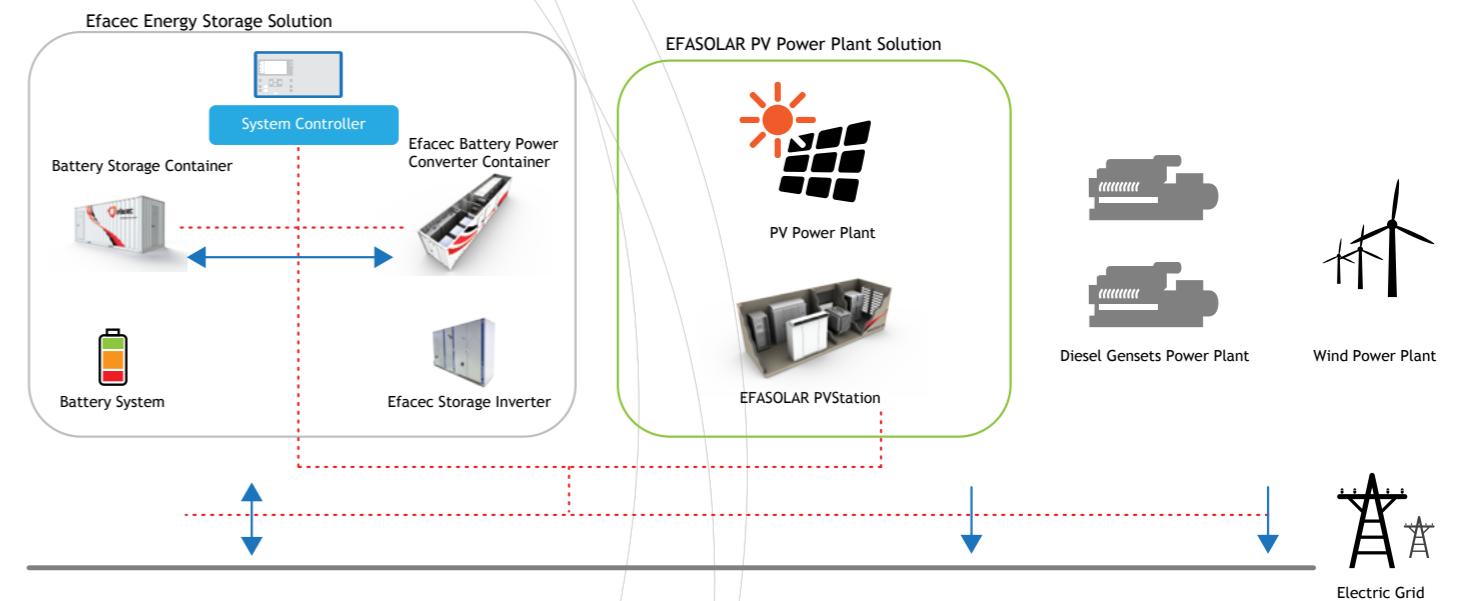 Efacec Energy Storage Solution
EFASOLAR PV Power Plant Solution
System Controller
Battery Storage Container
Efacec Battery Power
Converter Container
PV Power Plant
Battery System
Efacec Storage Inverter
EFASOLAR PVStation
Diesel Gensets Power Plant
Wind Power Plant
Electric Grid